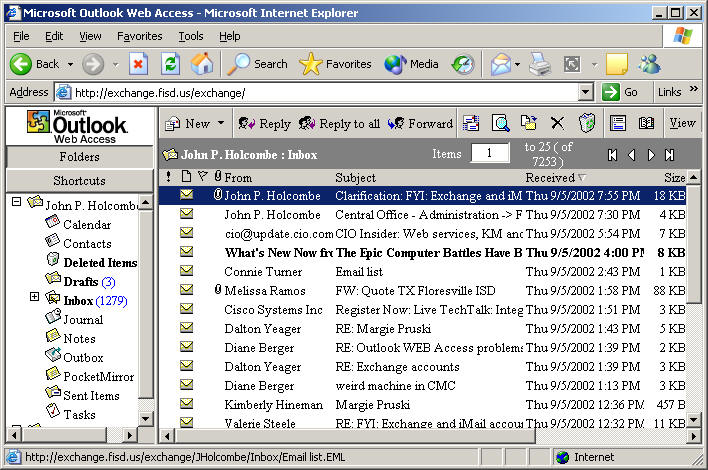 Microsoft Outlook Web Access - Microsoft Internet Explorer
File Edit View Favorites Tools Help
Back Search Favorites Media
Address http://exchange.fisd.us/exchange/ Go Links »
Microsoft®
Outlook
Web Access
New Reply Reply to all Forward View
Folders
Shortcuts
John P. Holcombe : Inbox Items 1 to 25 ( of 7253 )
! From Subject Received Size
John P. Holcombe
Calendar
Contacts
Deleted Items
Drafts (3)
Inbox (1279)
Journal
Notes
Outbox
PocketMirror
Sent Items
Tasks
John P. Holcombe Clarification: FYI: Exchange and iM Thu 9/5/2002 7:55 PM 18 KB
John P. Holcombe Central Office - Administration -> F Thu 9/5/2002 7:30 PM 4 KB
cio@update.cio.com CIO Insider: Web services, KM anc Thu 9/5/2002 5:54 PM 7 KB
What's New Now fro The Epic Computer Battles Have B Thu 9/5/2002 4:00 PM 8 KB
Connie Turner Email list Thu 9/5/2002 2:43 PM 1 KB
Melissa Ramos FW: Quote TX Floresville ISD Thu 9/5/2002 1:58 PM 88 KB
Cisco Systems Inc Register Now: Live TechTalk: Integ Thu 9/5/2002 1:51 PM 3 KB
Dalton Yeager RE: Margie Pruski Thu 9/5/2002 1:43 PM 5 KB
Diane Berger RE: Outlook WEB Access problems Thu 9/5/2002 1:39 PM 2 KB
Dalton Yeager RE: Exchange accounts Thu 9/5/2002 1:39 PM 3 KB
Diane Berger weird machine in CMC Thu 9/5/2002 1:13 PM 3 KB
Kimberly Hineman Margie Pruski Thu 9/5/2002 12:36 PM 457 B
Valerie Steele RE: FYI: Exchange and iMail accou Thu 9/5/2002 12:32 PM 2 KB
http://exchange.fisd.us/exchange/JHolcombe/Inbox/Email list.EML Internet